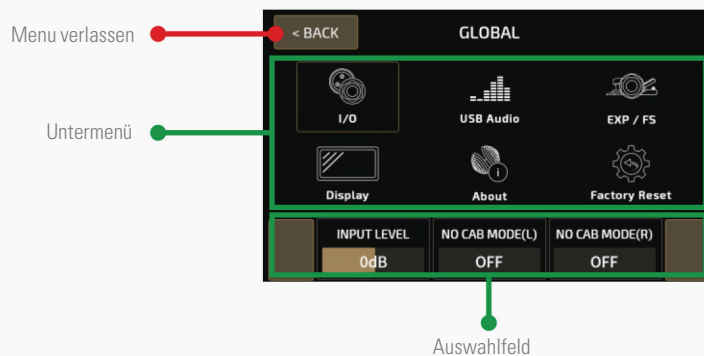 Menu verlassen
< BACK
GLOBAL
I/O
USB Audio
EXP / FS
Untermenü
Display
About
Factory Reset
INPUT LEVEL
NO CAB MODE(L)
NO CAB MODE(R)
0dB
OFF
OFF
Auswahlfeld